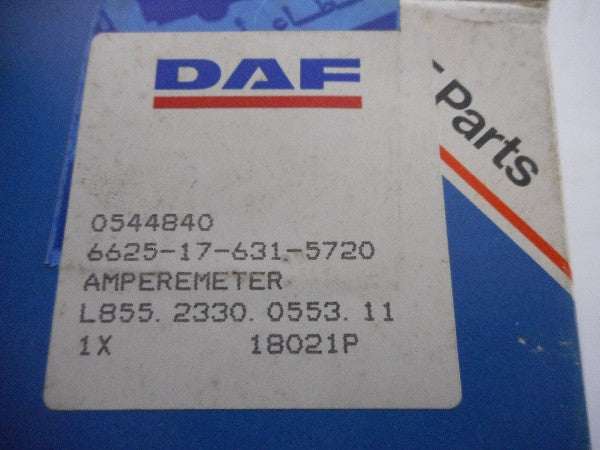 DAF
Parts
0544840
6625-17-631-5720
AMPEREMETER
L855. 2330. 0553. 11
1X 18021P